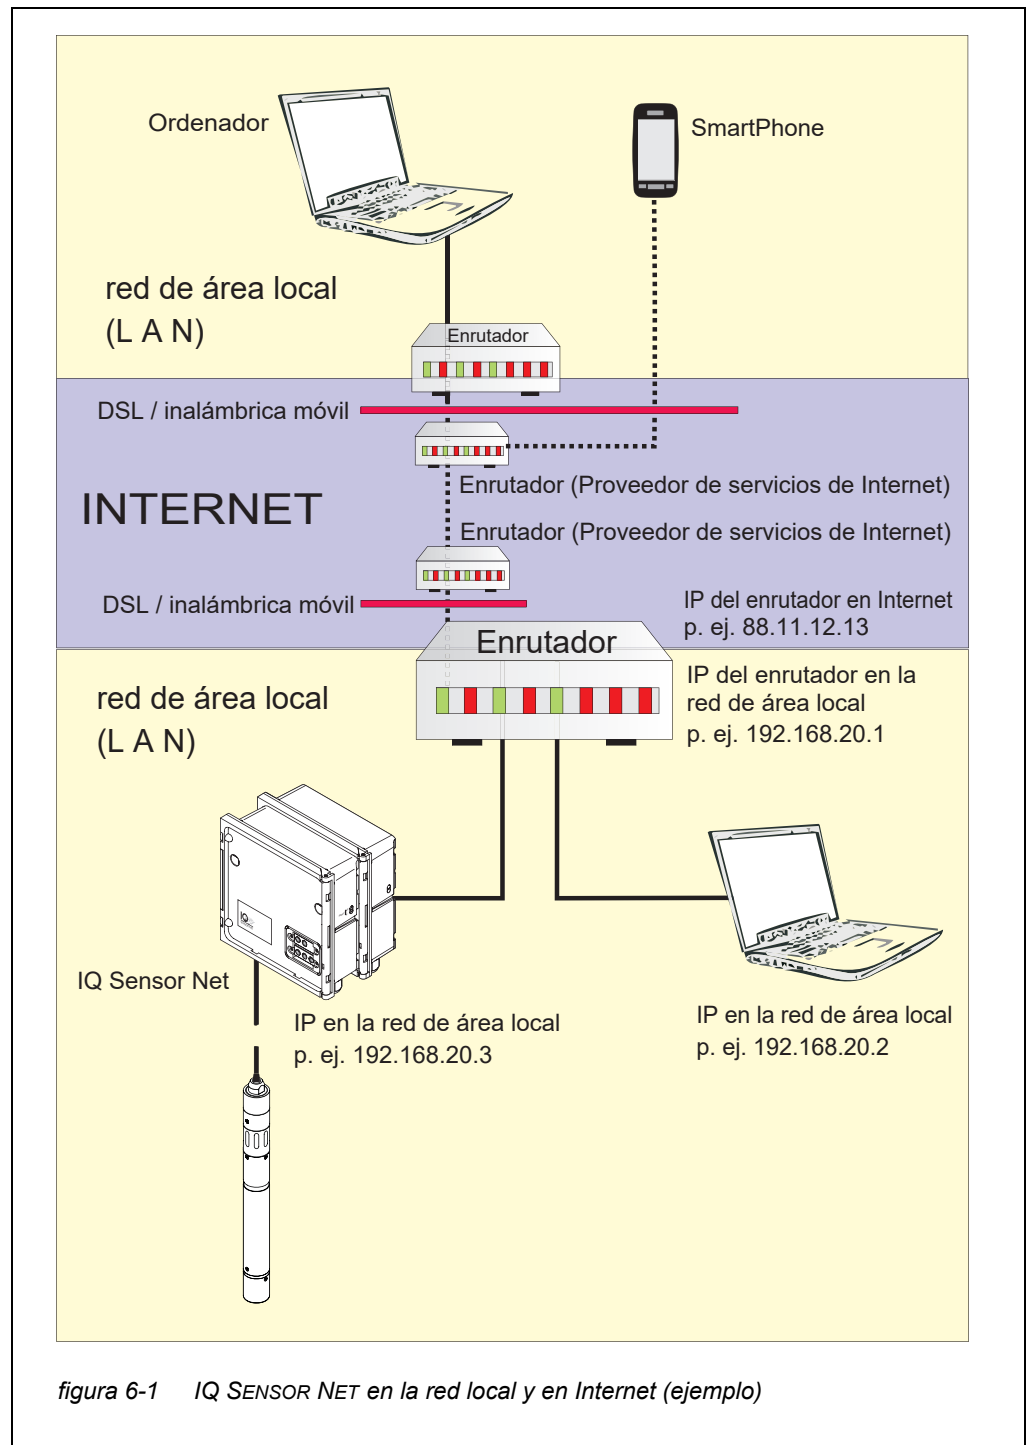 Ordenador
SmartPhone
red de área local
(L A N)
Enrutador
DSL / inalámbrica móvil
INTERNET
Enrutador (Proveedor de servicios de Internet)
Enrutador (Proveedor de servicios de Internet)
DSL / inalámbrica móvil
IP del enrutador en Internet
p. ej. 88.11.12.13
Enrutador
red de área local
(L A N)
IP del enrutador en la
red de área local
p. ej. 192.168.20.1
IQ
IQ Sensor Net
IP en la red de área local
p. ej. 192.168.20.3
IP en la red de área local
p. ej. 192.168.20.2
figura 6-1 IQ SENSOR NET en la red local y en Internet (ejemplo)